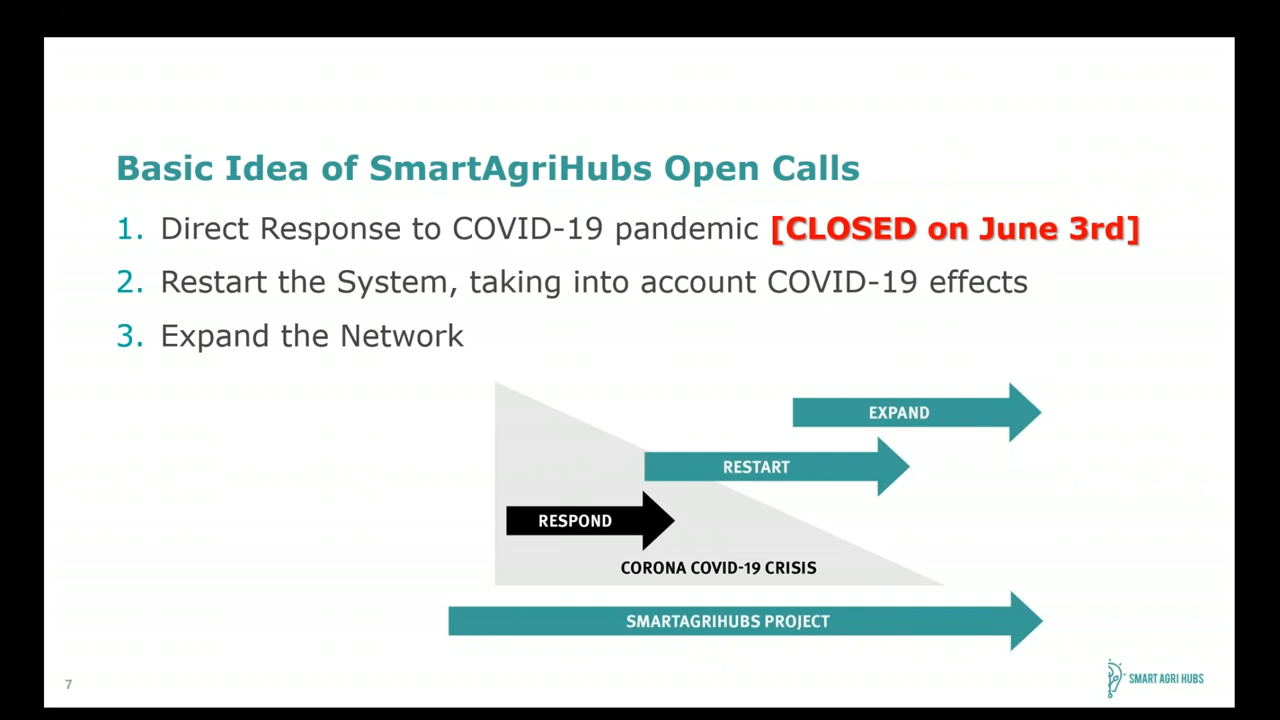 Basic Idea of SmartAgriHubs Open Calls
1. Direct Response to COVID-19 pandemic [CLOSED on June 3rd]
2. Restart the System, taking into account COVID-19 effects
3. Expand the Network
EXPAND
RESTART
RESPOND
CORONA COVID-19 CRISIS
SMARTAGRIHUBS PROJECT
7
SMART AGRI HUBS